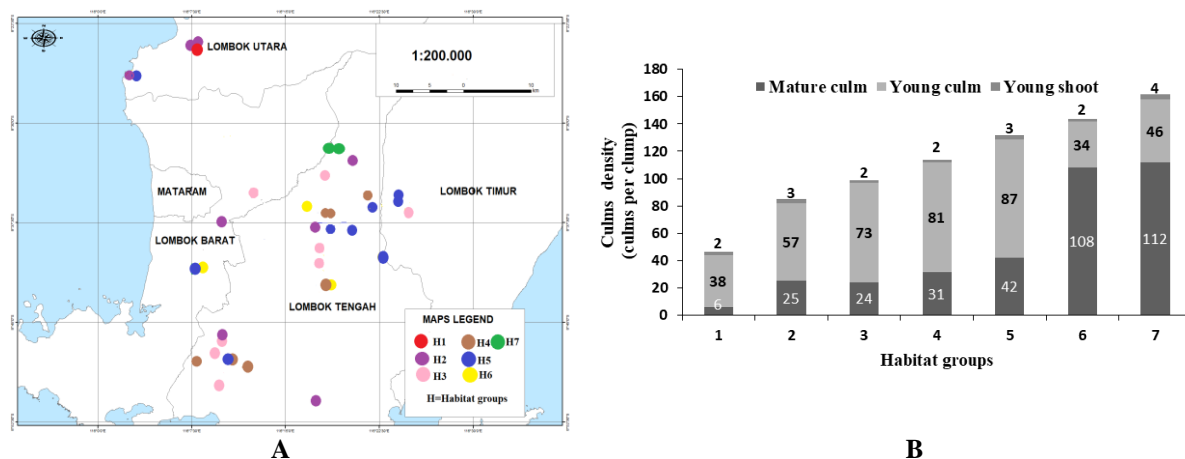 LOMBOK UTARA
1:200.000
MATARAM
LOMBOK TIMUR
LOMBOK BARAT
LOMBOK TENGAH
MAPS LEGEND
H1 H4 H7
H2 H5
H3 H6
H=Habitat groups
A
Mature culm Young culm Young shoot
Culms density
(culms per clump)
180
160
140
120
100
80
60
40
20
0
2 3 2 2 3 2 4
38 57 73 81 87 34 46
6 25 24 31 42 108 112
1 2 3 4 5 6 7
Habitat groups
B